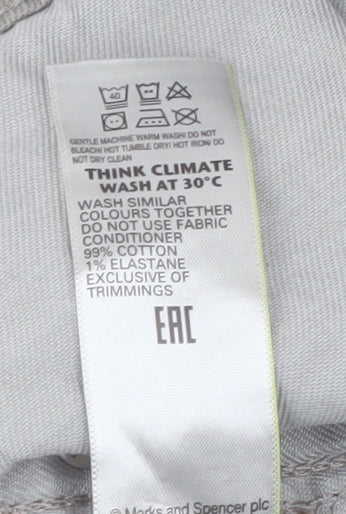 40
GENTLE MACHINE WARM WASH/ DO NOT
BLEACH/ HOT TUMBLE DRY/ HOT IRON/ DO
NOT DRY CLEAN
THINK CLIMATE
WASH AT 30°C
WASH SIMILAR
COLOURS TOGETHER
DO NOT USE FABRIC
CONDITIONER
99% COTTON
1% ELASTANE
EXCLUSIVE OF
TRIMMINGS
EAC
© Marks and Spencer plc